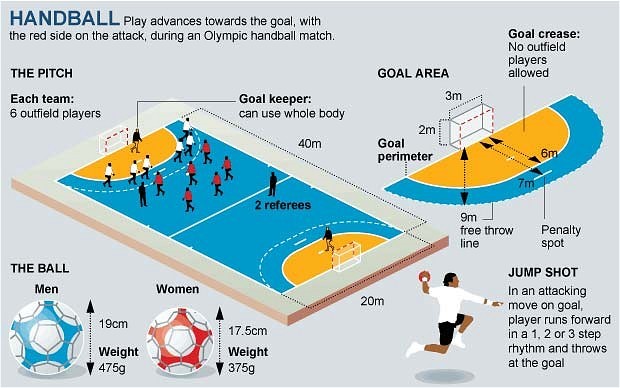 HANDBALL Play advances towards the goal, with
the red side on the attack, during an Olympic handball match.
THE PITCH
Each team:
6 outfield players
Goal keeper:
can use whole body
40m
2 referees
20m
GOAL AREA
Goal crease:
No outfield
players
allowed
3m
2m
Goal
perimeter
6m
7m
9m
free throw
line
Penalty
spot
THE BALL
Men
19cm
Weight
475g
Women
17.5cm
Weight
375g
JUMP SHOT
In an attacking
move on goal,
player runs forward
in a 1, 2 or 3 step
rhythm and throws
at the goal